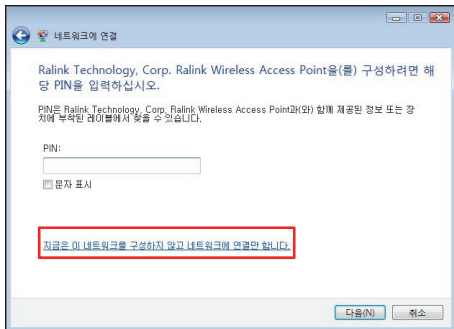 네트워크에 연결
Ralink Technology, Corp. Ralink Wireless Access Point을(를) 구성하려면 해
당 PIN을 입력하십시오.
PIN은 Ralink Technology, Corp. Ralink Wireless Access Point과(와) 함께 제공된 정보 또는 장
치에 부착된 레이블에서 찾을 수 있습니다.
PIN:
문자 표시
지금은 이 네트워크를 구성하지 않고 네트워크에 연결만 합니다.
다음(N) 취소